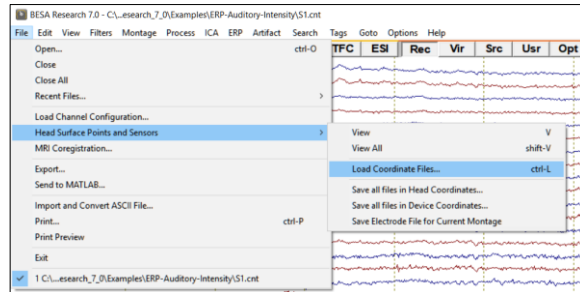 BESA Research 7.0 - C:\...esearch_7_0\Examples\ERP-Auditory-Intensity\S1.cnt
File Edit View Filters Montage Process ICA ERP Artifact Search Tags Goto Options Help
TFC ESI Rec Vir Src Usr Opt
Open... ctrl-O
Close
Close All
Recent Files...
Load Channel Configuration...
Head Surface Points and Sensors
MRI Coregistration...
View V
View All shift-V
Load Coordinate Files... ctrl-L
Save all files in Head Coordinates...
Save all files in Device Coordinates...
Save Electrode File for Current Montage
Export...
Send to MATLAB...
Import and Convert ASCII File...
Print... ctrl-P
Print Preview
Exit
1 C:\...esearch_7_0\Examples\ERP-Auditory-Intensity\S1.cnt